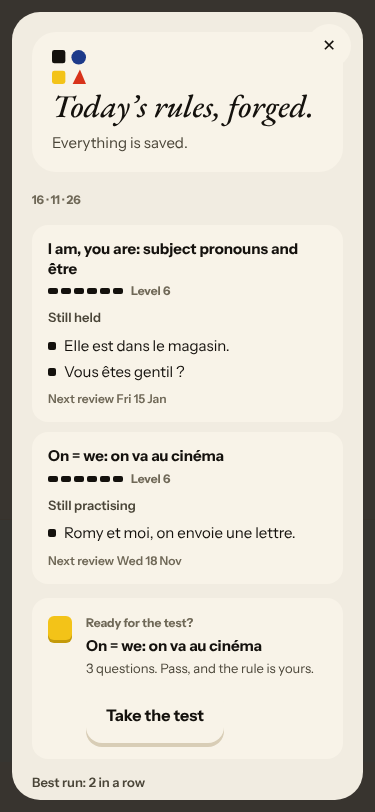 Today’s rules, forged.
Everything is saved.
16·11·26
I am, you are: subject pronouns and
être
Level 6
Still held
Elle est dans le magasin.
Vous êtes gentil ?
Next review Fri 15 Jan
On = we: on va au cinéma
Level 6
Still practising
Romy et moi, on envoie une lettre.
Next review Wed 18 Nov
Ready for the test?
On = we: on va au cinéma
3 questions. Pass, and the rule is yours.
Take the test
Best run: 2 in a row